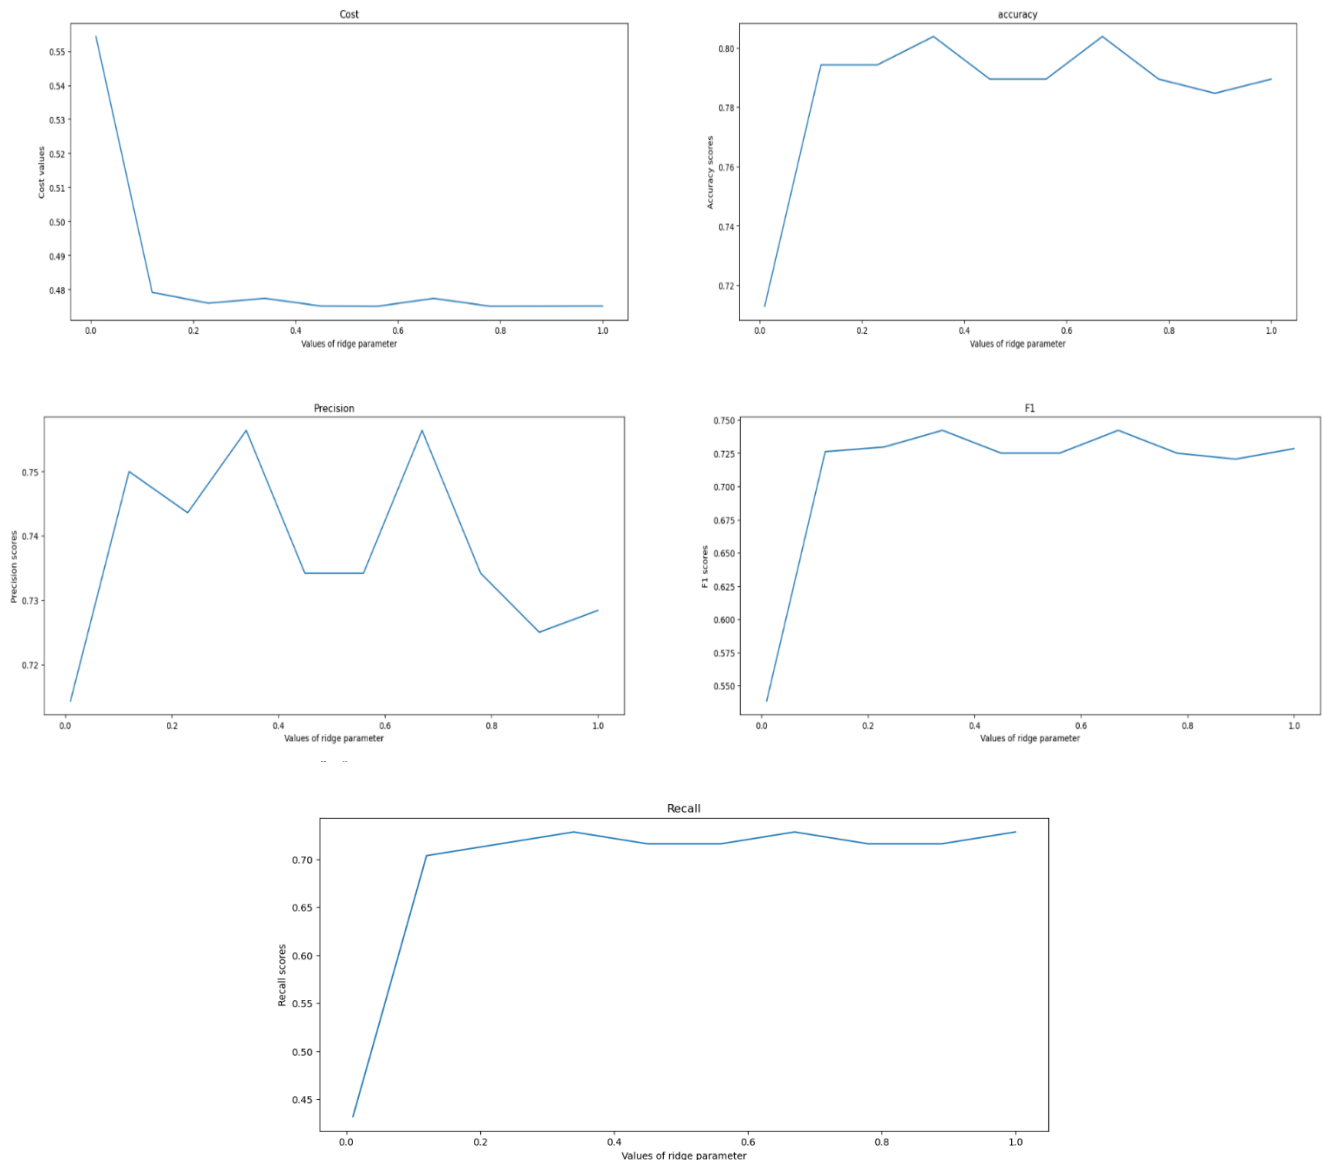 Cost
Cost values
0.55
0.54
0.53
0.52
0.51
0.50
0.49
0.48
0.0 0.2 0.4 0.6 0.8 1.0
Values of ridge parameter
accuracy
Accuracy scores
0.80
0.78
0.76
0.74
0.72
0.0 0.2 0.4 0.6 0.8 1.0
Values of ridge parameter
Precision
Precision scores
0.75
0.74
0.73
0.72
0.0 0.2 0.4 0.6 0.8 1.0
Values of ridge parameter
F1
F1 scores
0.750
0.725
0.700
0.675
0.650
0.625
0.600
0.575
0.550
0.0 0.2 0.4 0.6 0.8 1.0
Values of ridge parameter
Recall
Recall scores
0.70
0.65
0.60
0.55
0.50
0.45
0.0 0.2 0.4 0.6 0.8 1.0
Values of ridge parameter